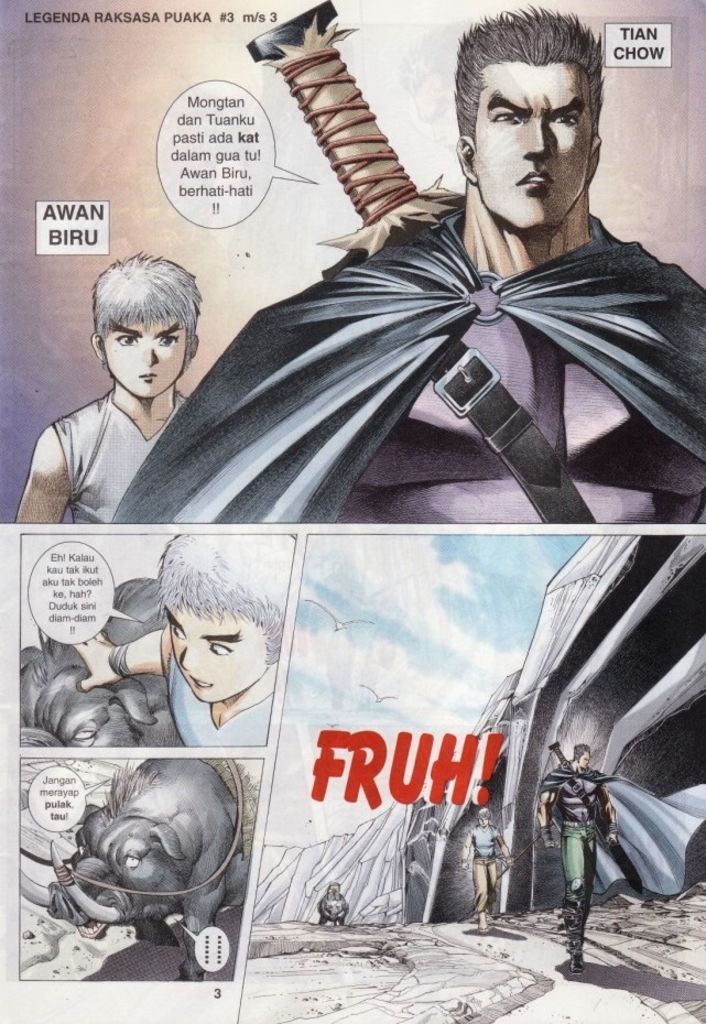 LEGENDA RAKSASA PUAKA #3 m/s 3
TIAN
CHOW
Mongtan
dan Tuanku
pasti ada kat
dalam gua tu!
Awan Biru,
berhati-hati
!!
AWAN
BIRU
Eh! Kalau
kau tak ikut
aku tak boleh
ke, hah?
Duduk sini
diam-diam
!!
FRUH!
Jangan
merayap
pulak,
tau!
3